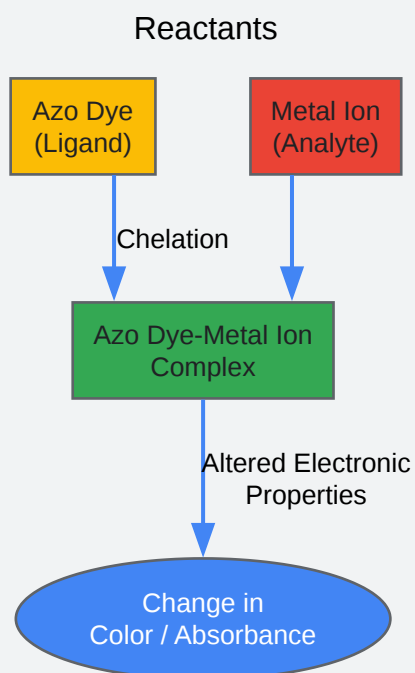 Reactants
Azo Dye
(Ligand)
Metal Ion
(Analyte)
Chelation
Azo Dye-Metal Ion
Complex
Altered Electronic
Properties
Change in
Color / Absorbance